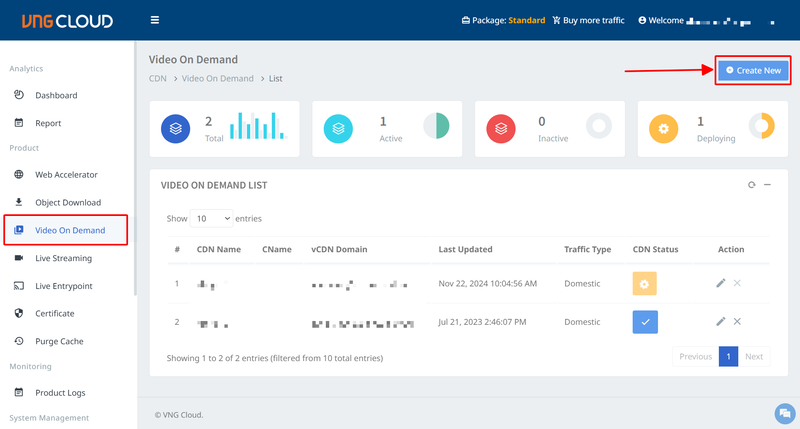 VNG CLOUD
Package: Standard Buy more traffic Welcome
Analytics
Dashboard
Report
Product
Web Accelerator
Object Download
Video On Demand
Live Streaming
Live Entrypoint
Certificate
Purge Cache
Monitoring
Product Logs
System Management
Video On Demand
CDN > Video On Demand > List
Create New
2
Total
1
Active
0
Inactive
1
Deploying
VIDEO ON DEMAND LIST
Show 10 entries
# CDN Name CName vCDN Domain Last Updated Traffic Type CDN Status Action
1 Nov 22, 2024 10:04:56 AM Domestic
2 Jul 21, 2023 2:46:07 PM Domestic
Showing 1 to 2 of 2 entries (filtered from 10 total entries)
Previous 1 Next
© VNG Cloud.